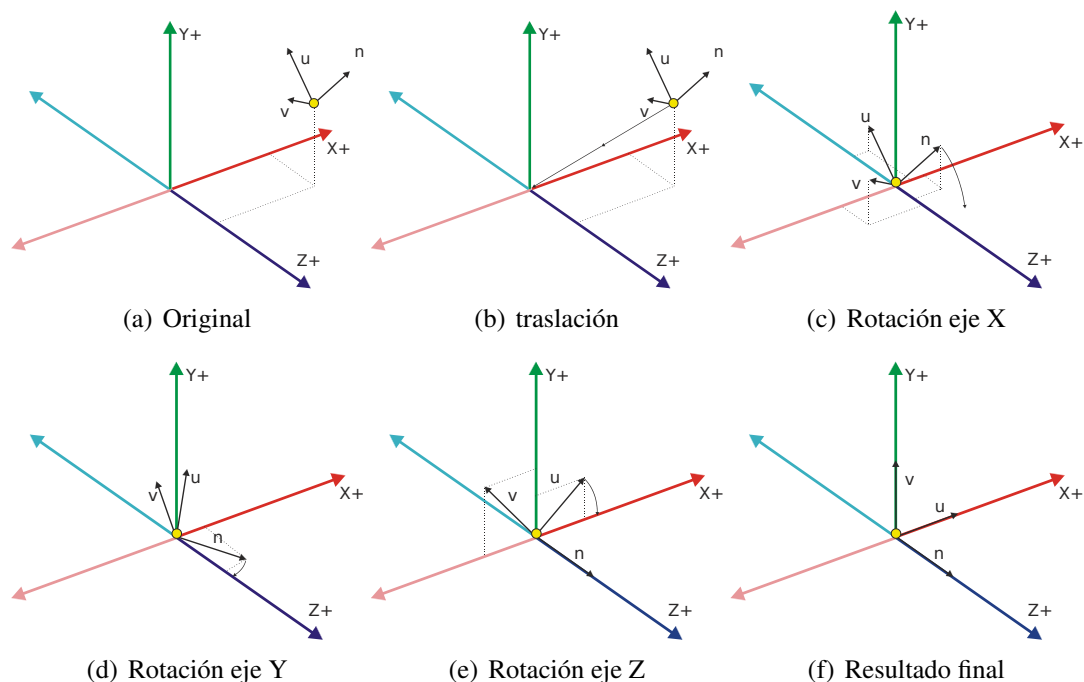 Y+
n
u
v
X+
Z+
(a) Original
Y+
n
u
v
X+
Z+
(b) traslación
Y+
u
n
v
X+
Z+
(c) Rotación eje X
Y+
v
u
X+
n
Z+
(d) Rotación eje Y
Y+
v
u
X+
n
Z+
(e) Rotación eje Z
Y+
v
u
X+
n
Z+
(f) Resultado final